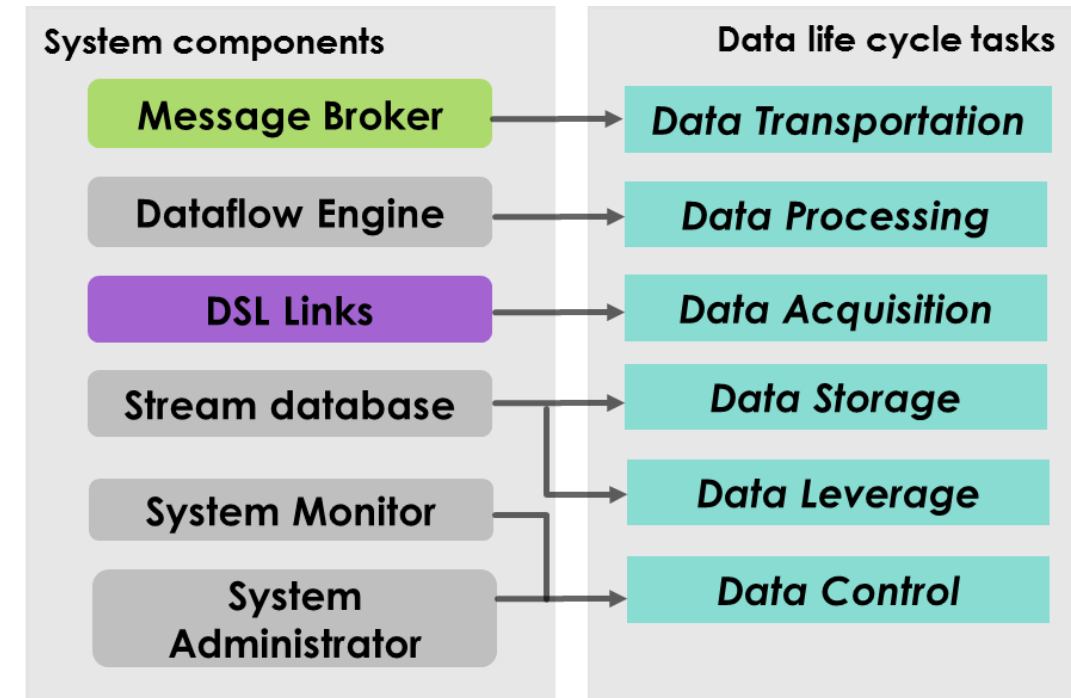 System components
Data life cycle tasks
Message Broker
Data Transportation
Dataflow Engine
Data Processing
DSL Links
Data Acquisition
Stream database
Data Storage
Data Leverage
System Monitor
System
Administrator
Data Control